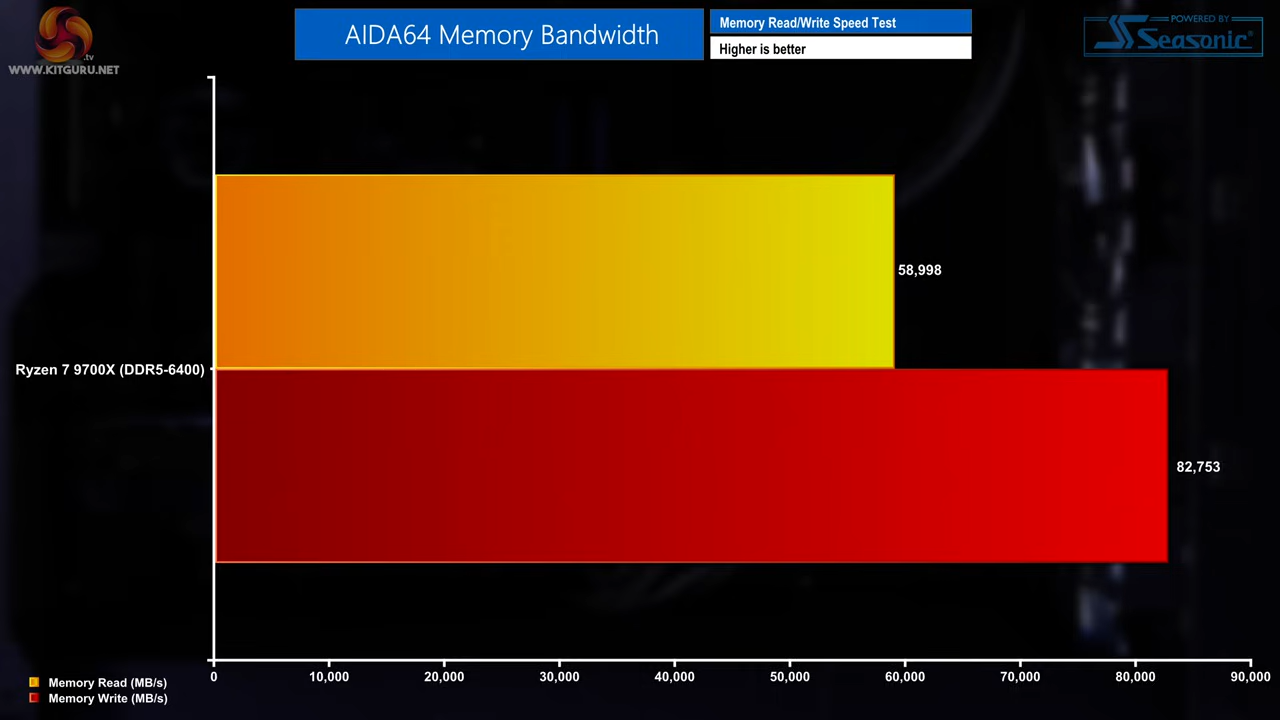 AIDA64 Memory Bandwidth
Memory Read/Write Speed Test
Higher is better
.tv
WWW.KITGURU.NET
POWERED BY
Seasonic®
58,998
Ryzen 7 9700X (DDR5-6400)
82,753
0 10,000 20,000 30,000 40,000 50,000 60,000 70,000 80,000 90,000
Memory Read (MB/s)
Memory Write (MB/s)